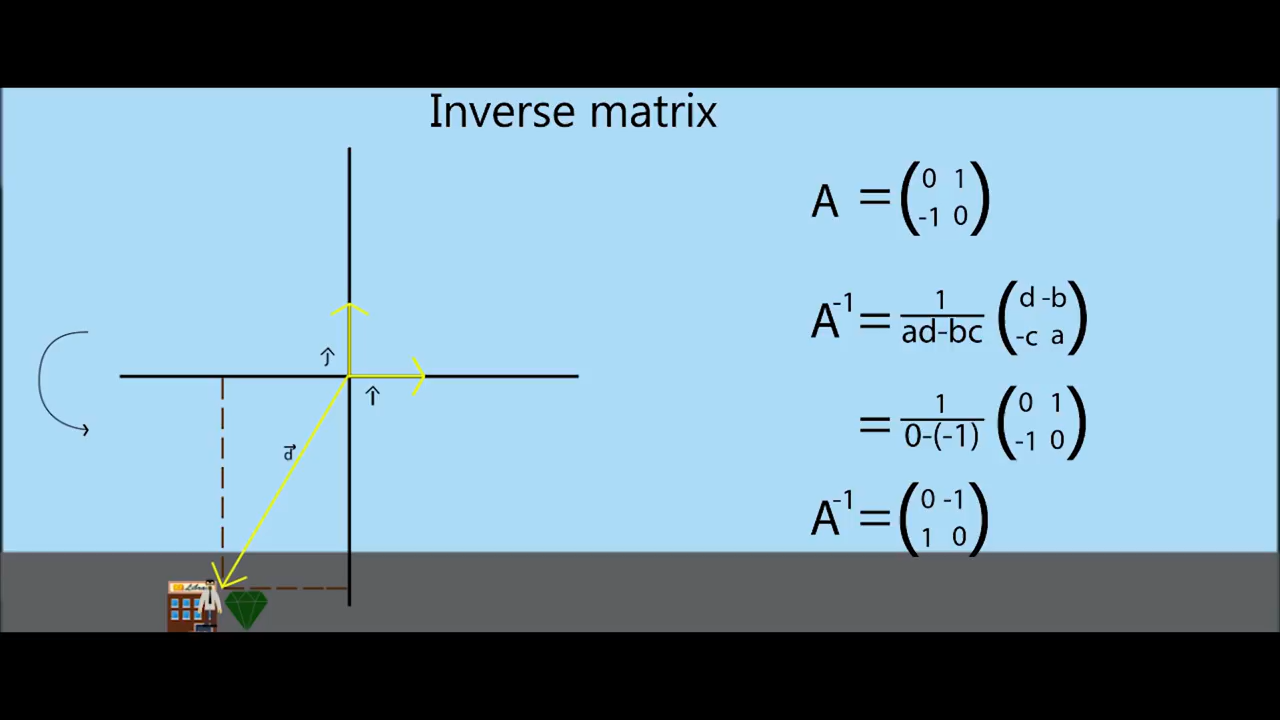 Inverse matrix
A = (0 1
-1 0)
A⁻¹ = 1/(ad-bc) (d -b
-c a)
= 1/(0-(-1)) (0 1
-1 0)
A⁻¹ = (0 -1
1 0)
ĵ
î
a⃗